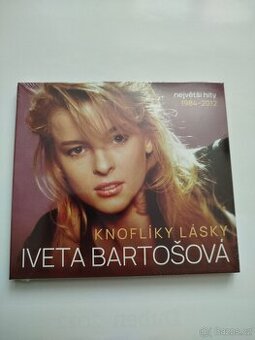 největší hity
1984–2012
KNOFLÍKY LÁSKY
IVETA BARTOŠOVÁ